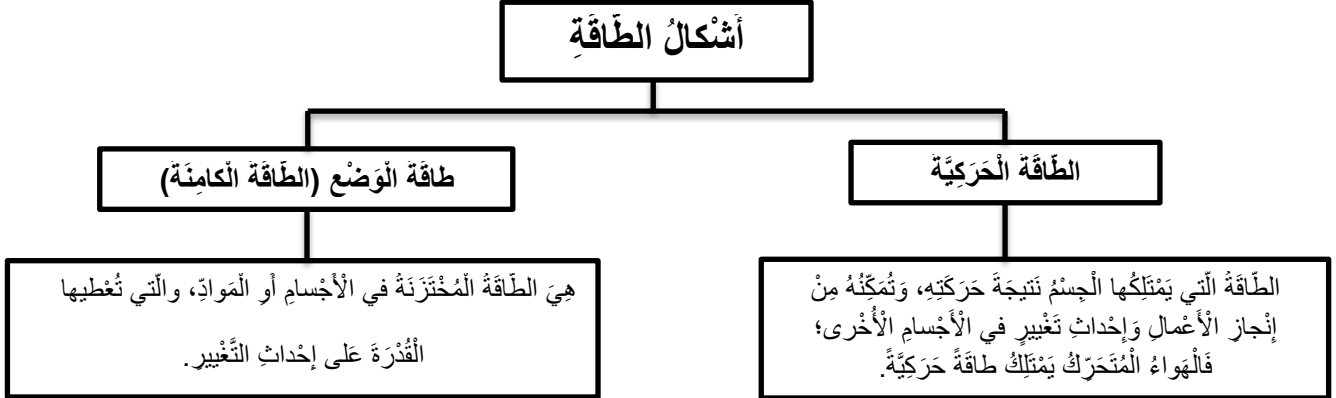 أَشْكالُ الطّاقَةِ
الطّاقَة الْحَرَكِيَّة
طاقَة الْوَضْع (الطّاقَة الْكامِنَة)
الطّاقَةُ الَّتي يَمْتَلِكُها الْجِسْمُ نَتيجَةَ حَرَكَتِهِ، وَتُمَكِّنُهُ مِنْ
إِنْجازِ الْأَعْمالِ وَإِحْداثِ تَغْييرٍ في الْأَجْسامِ الْأُخْرى؛
فَالْهَواءُ الْمُتَحَرِّكُ يَمْتَلِكُ طاقَةً حَرَكِيَّةً.
هِيَ الطّاقَةُ الْمُخْتَزَنَةُ في الْأَجْسامِ أَوِ الْمَوادِّ، والَّتي تُعْطيها
الْقُدْرَةَ عَلى إِحْداثِ التَّغْييرِ.